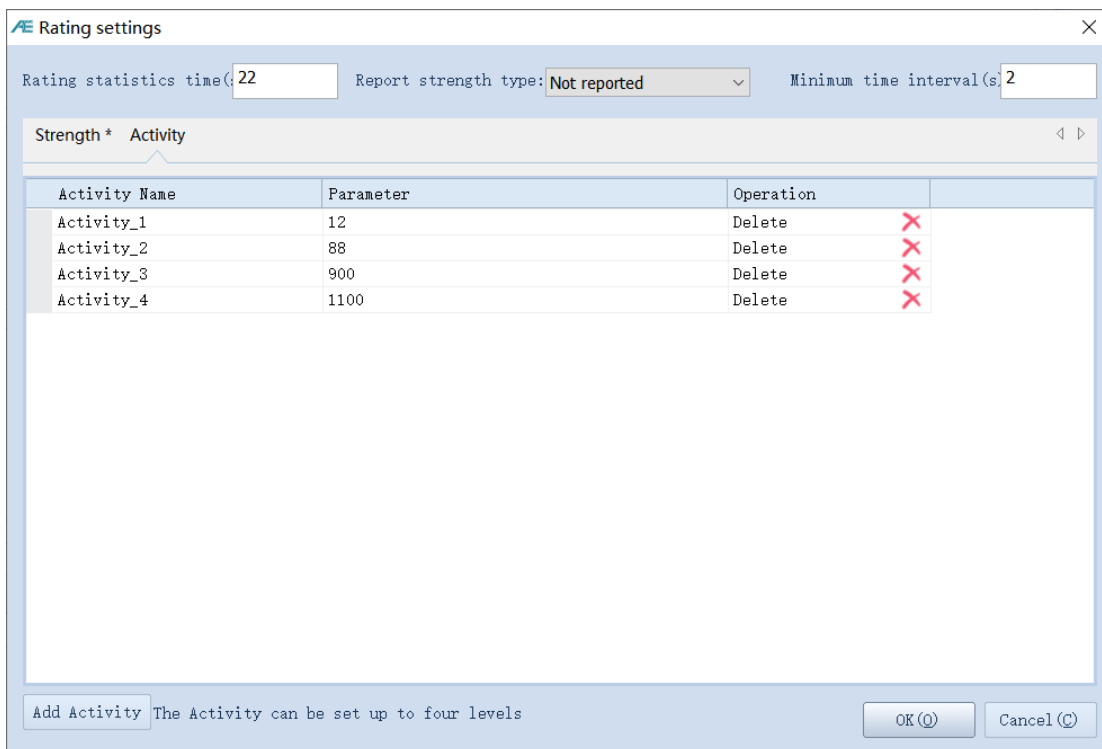 Æ Rating settings
Rating statistics time(s 22 Report strength type: Not reported Minimum time interval(s) 2
Strength * Activity
Activity Name Parameter Operation
Activity_1 12 Delete
Activity_2 88 Delete
Activity_3 900 Delete
Activity_4 1100 Delete
Add Activity The Activity can be set up to four levels OK(O) Cancel(C)